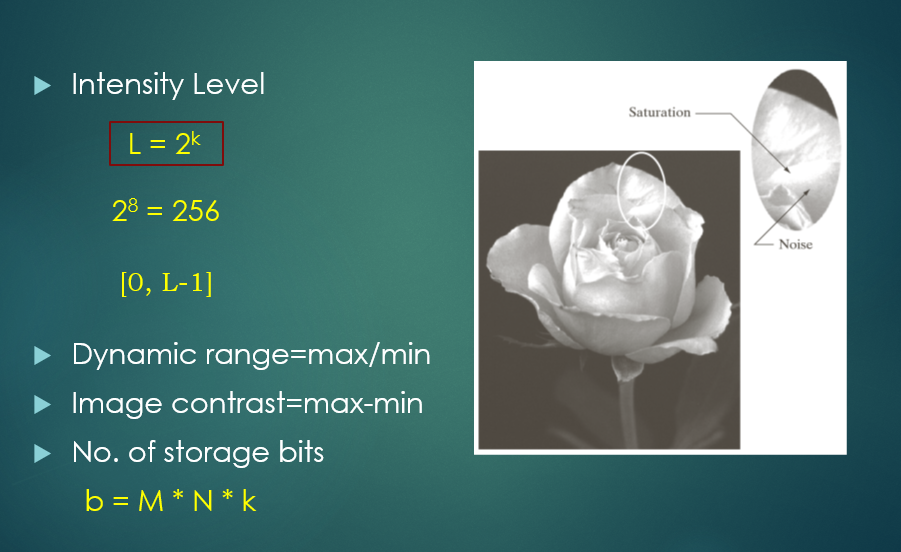 Intensity Level
L = 2ᵏ
2⁸ = 256
[0, L-1]
Dynamic range=max/min
Image contrast=max-min
No. of storage bits
b = M * N * k
Saturation
Noise